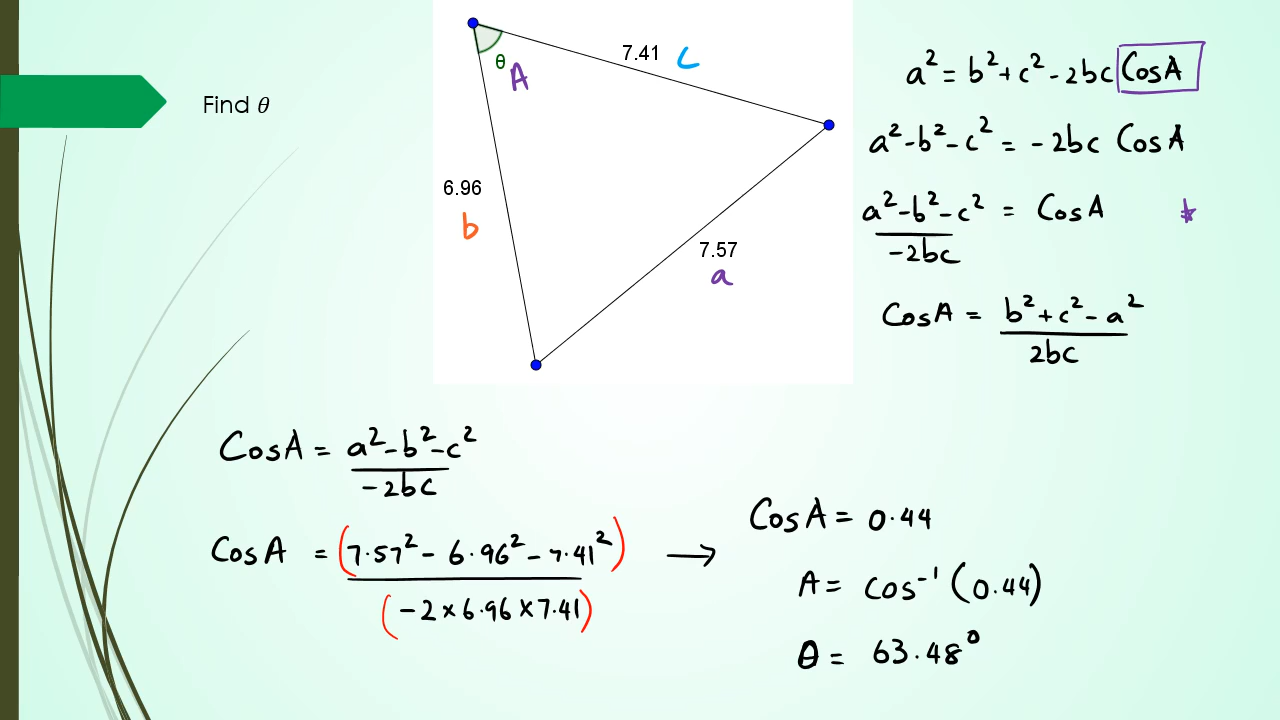 Find θ
θ
A
7.41
c
6.96
b
7.57
a
a² = b² + c² - 2bc CosA
a² - b² - c² = - 2bc CosA
a² - b² - c² = CosA *
-2bc
CosA = b² + c² - a²
2bc
CosA = a² - b² - c²
-2bc
CosA = (7.57² - 6.96² - 7.41²) →
(-2 × 6.96 × 7.41)
CosA = 0.44
A = cos⁻¹ (0.44)
θ = 63.48°